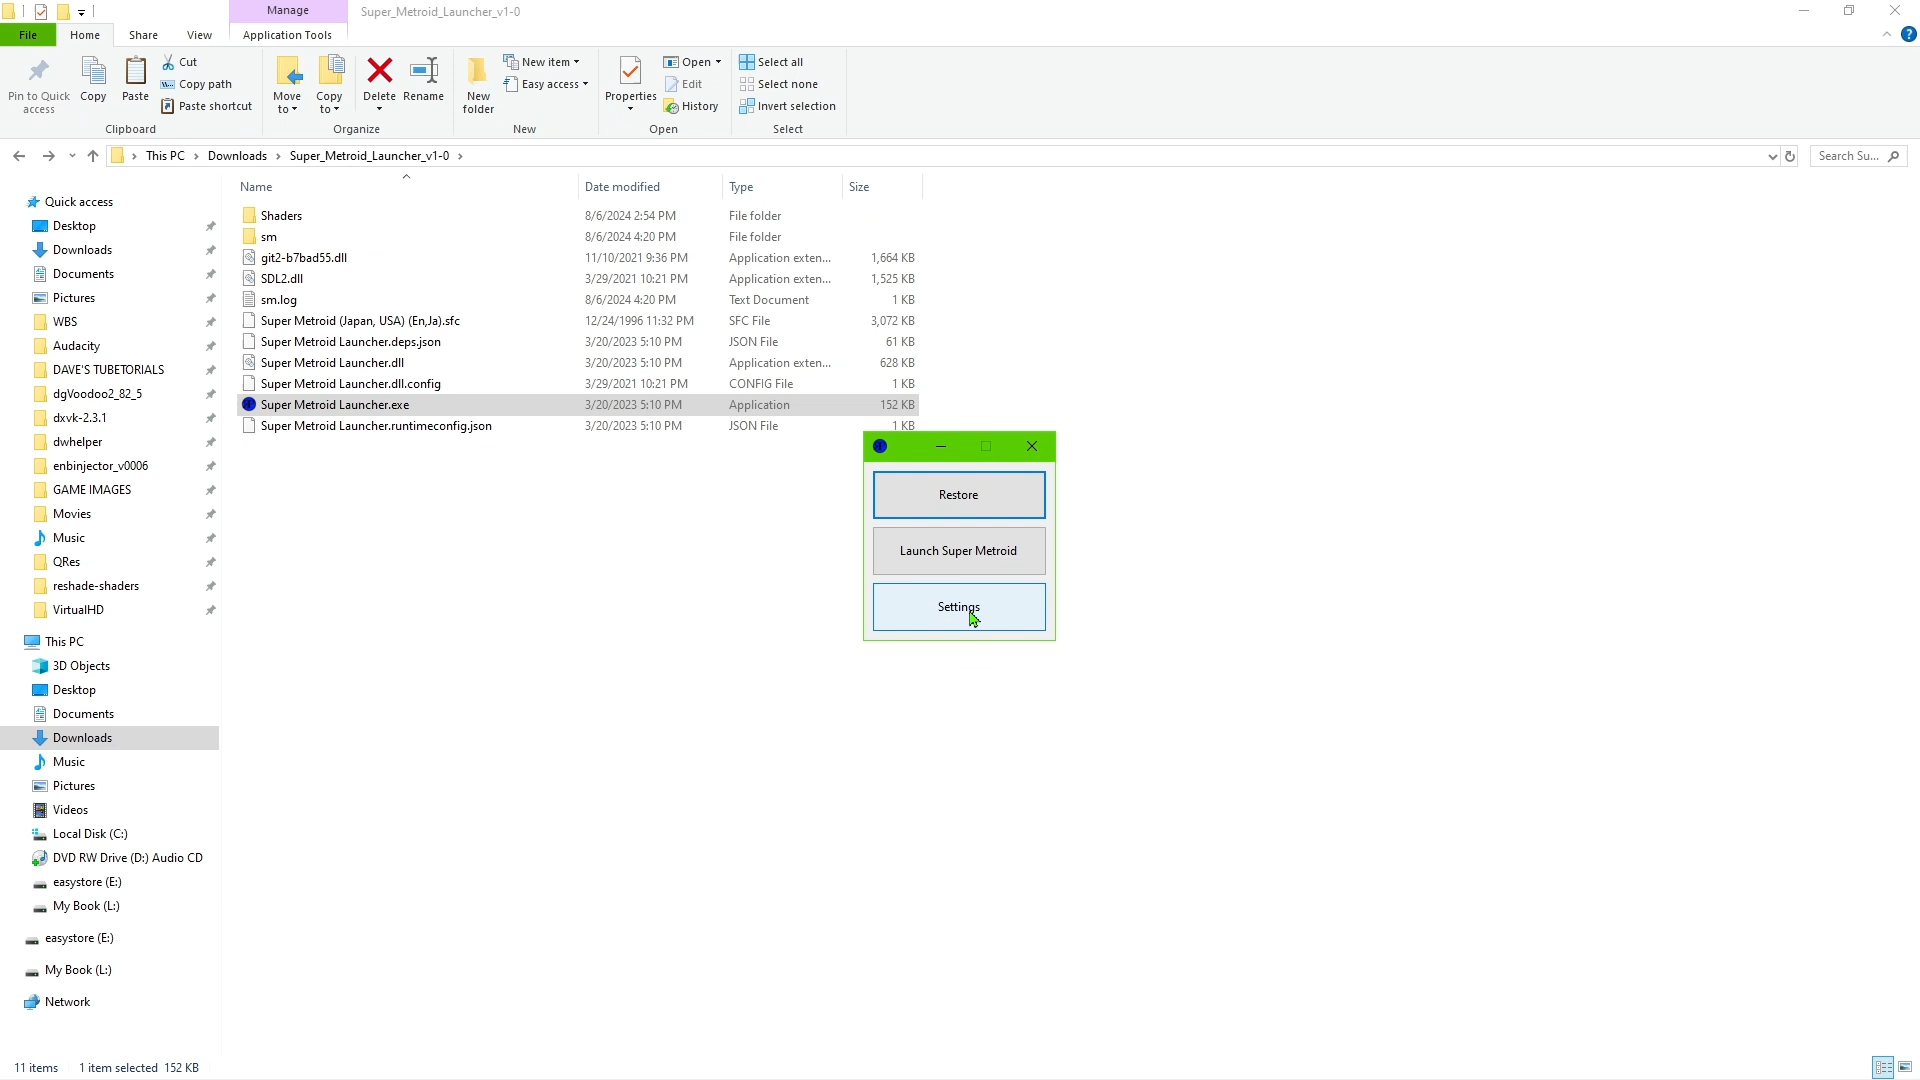 Manage
Super_Metroid_Launcher_v1-0
File
Home
Share
View
Application Tools
Pin to Quick access
Copy
Paste
Cut
Copy path
Paste shortcut
Clipboard
Move to
Copy to
Delete
Rename
Organize
New folder
New item
Easy access
New
Properties
Open
Edit
History
Open
Select all
Select none
Invert selection
Select
This PC
Downloads
Super_Metroid_Launcher_v1-0
Search Su...
Name
Date modified
Type
Size
Shaders 8/6/2024 2:54 PM File folder
sm 8/6/2024 4:20 PM File folder
git2-b7bad55.dll 11/10/2021 9:36 PM Application exten... 1,664 KB
SDL2.dll 3/29/2021 10:21 PM Application exten... 1,525 KB
sm.log 8/6/2024 4:20 PM Text Document 1 KB
Super Metroid (Japan, USA) (En,Ja).sfc 12/24/1996 11:32 PM SFC File 3,072 KB
Super Metroid Launcher.deps.json 3/20/2023 5:10 PM JSON File 61 KB
Super Metroid Launcher.dll 3/20/2023 5:10 PM Application exten... 628 KB
Super Metroid Launcher.dll.config 3/29/2021 10:21 PM CONFIG File 1 KB
Super Metroid Launcher.exe 3/20/2023 5:10 PM Application 152 KB
Super Metroid Launcher.runtimeconfig.json 3/20/2023 5:10 PM JSON File 1 KB
Restore
Launch Super Metroid
Settings
Quick access
Desktop
Downloads
Documents
Pictures
WBS
Audacity
DAVE'S TUBETORIALS
dgVoodoo2_82_5
dxvk-2.3.1
dwhelper
enbinjector_v0006
GAME IMAGES
Movies
Music
QRes
reshade-shaders
VirtualHD
This PC
3D Objects
Desktop
Documents
Downloads
Music
Pictures
Videos
Local Disk (C:)
DVD RW Drive (D:) Audio CD
easystore (E:)
My Book (L:)
easystore (E:)
My Book (L:)
Network
11 items
1 item selected 152 KB